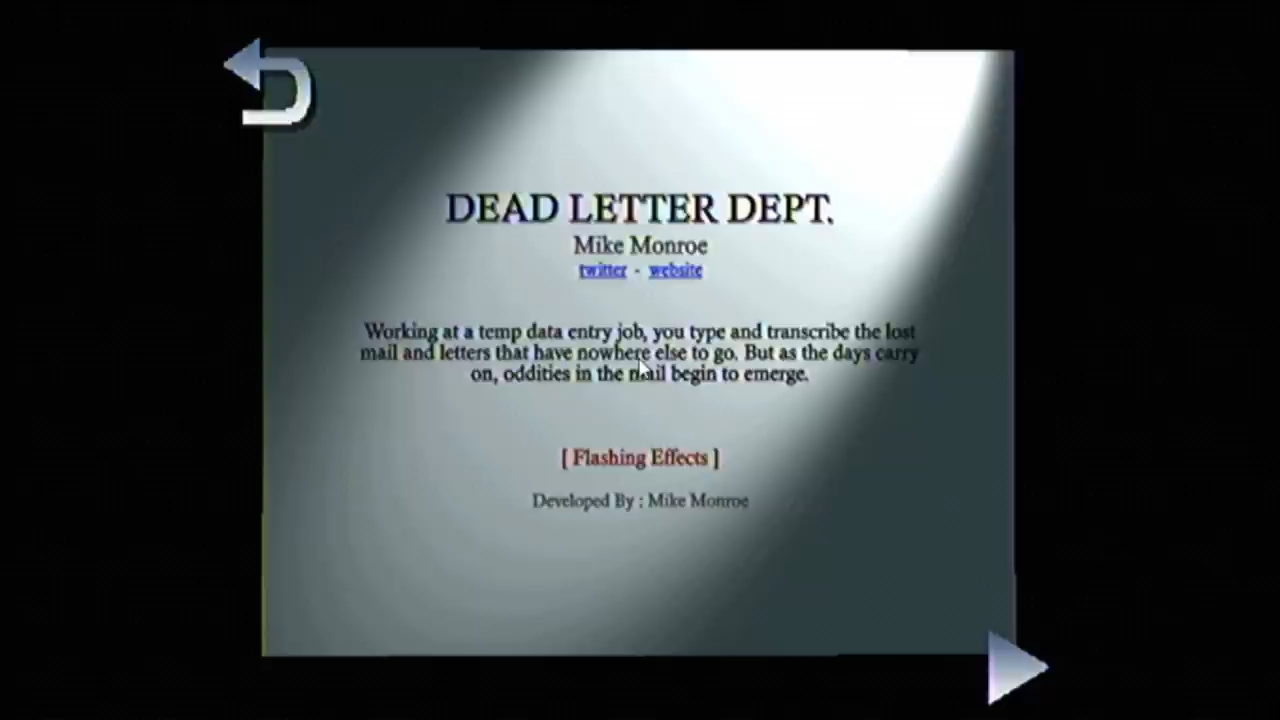 DEAD LETTER DEPT.
Mike Monroe
twitter - website
Working at a temp data entry job, you type and transcribe the lost
mail and letters that have nowhere else to go. But as the days carry
on, oddities in the mail begin to emerge.
[ Flashing Effects ]
Developed By : Mike Monroe